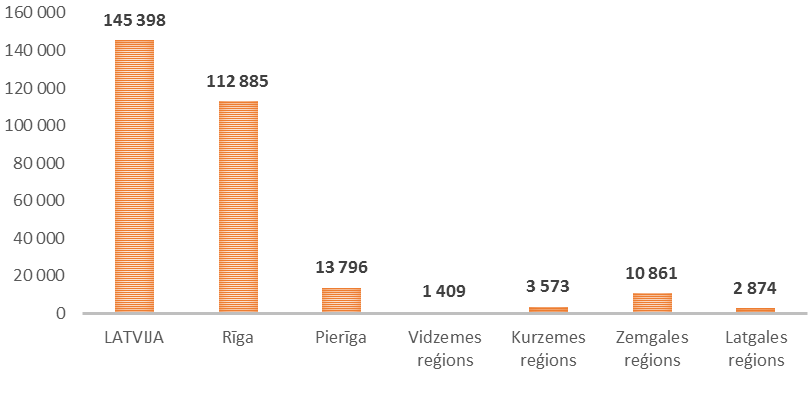 160 000
140 000
120 000
100 000
80 000
60 000
40 000
20 000
0
145 398
112 885
13 796
1 409
3 573
10 861
2 874
LATVIJA
Rīga
Pierīga
Vidzemes
reģions
Kurzemes
reģions
Zemgales
reģions
Latgales
reģions